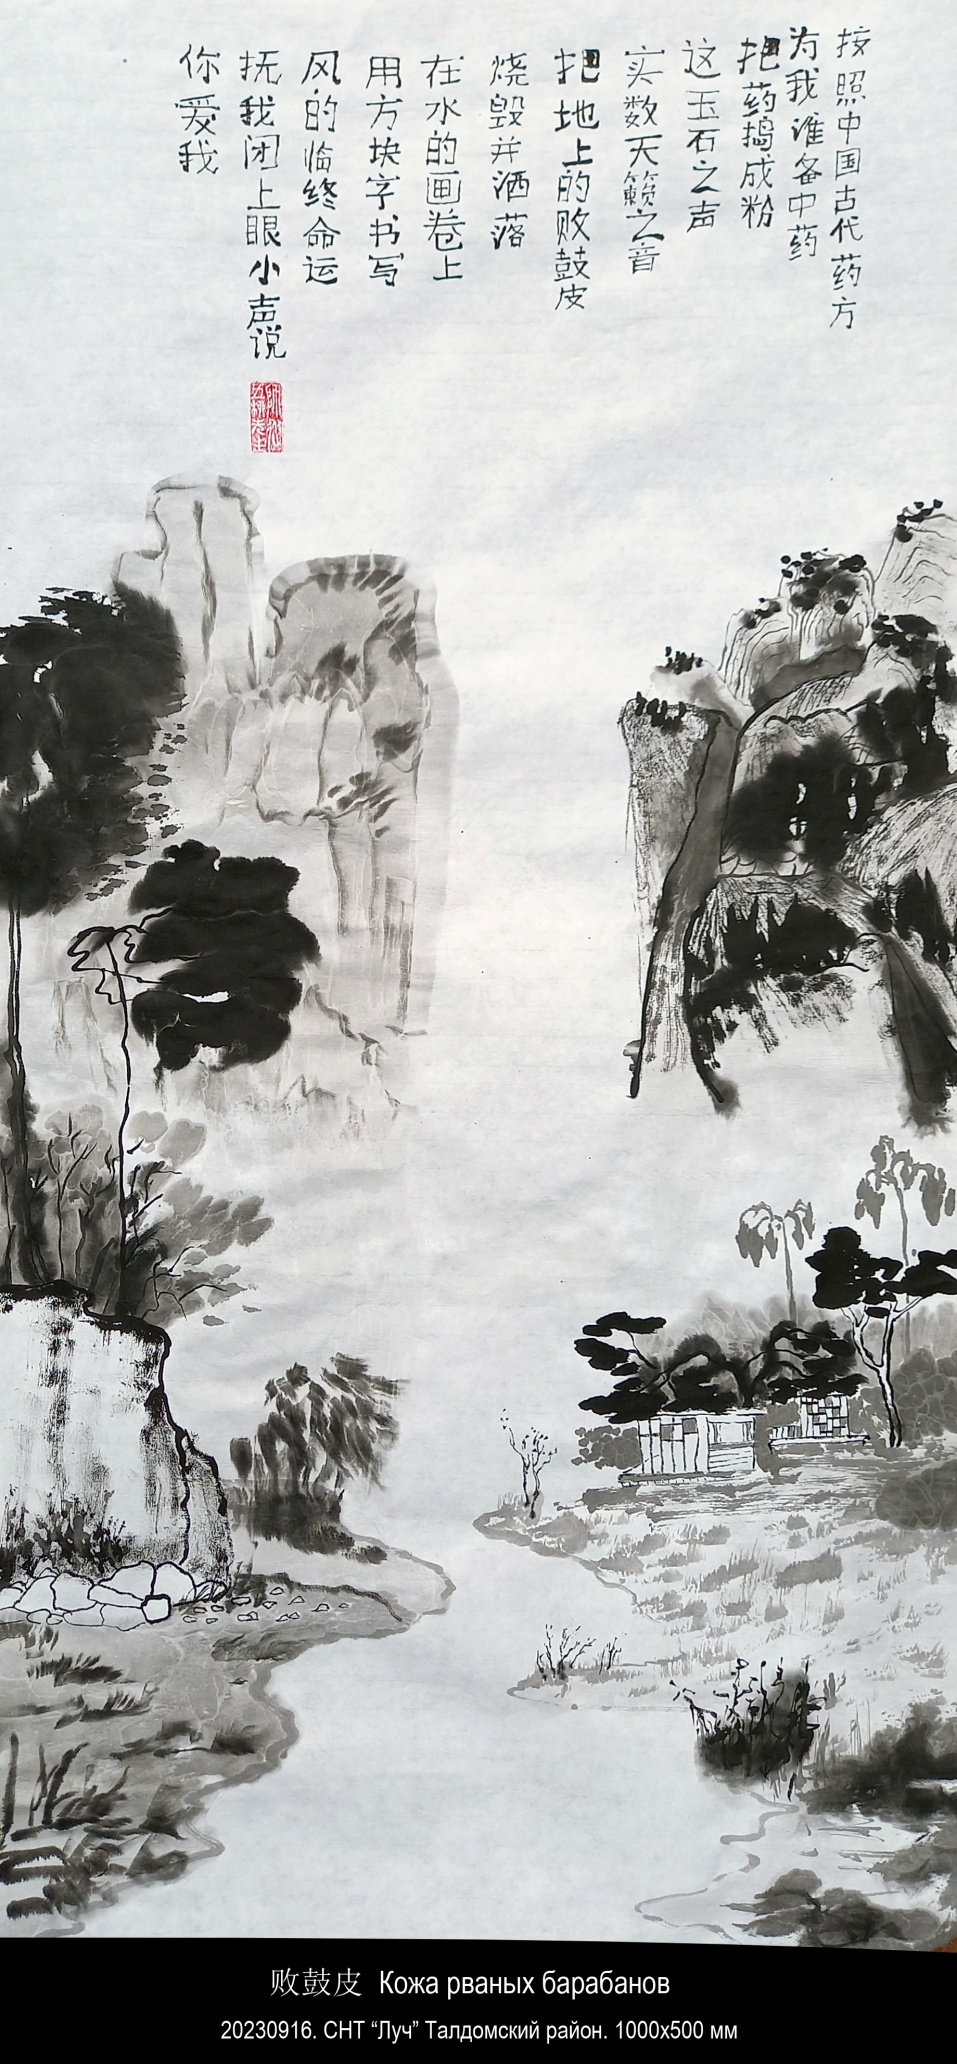 按照中国古代药方
为我准备中药
把药捣成粉
这玉石之声
实数天籁之音
把地上的败鼓皮
烧毁并洒落
在水的画卷上
用方块字书写
风的临终命运
抚我闭上眼小声说
你爱我
败鼓皮 Кожа рваных барабанов
20230916. СНТ “Луч” Талдомский район. 1000x500 мм